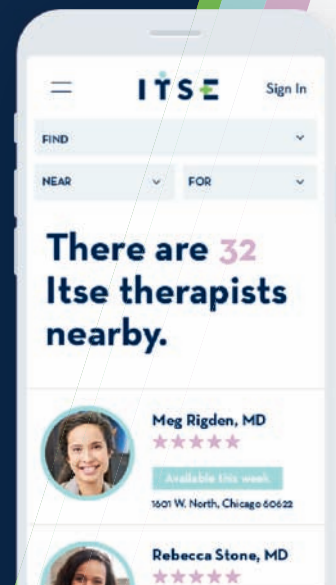 ITSE
Sign In
FIND
NEAR
FOR
There are 32
Itse therapists
nearby.
Meg Rigden, MD
Available this week
1601 W. North, Chicago 60622
Rebecca Stone, MD